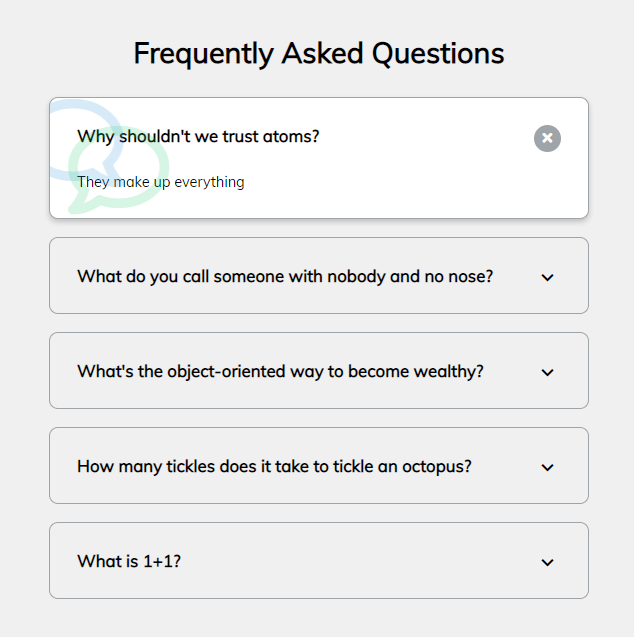 Frequently Asked Questions
Why shouldn't we trust atoms?
They make up everything
What do you call someone with nobody and no nose?
What's the object-oriented way to become wealthy?
How many tickles does it take to tickle an octopus?
What is 1+1?